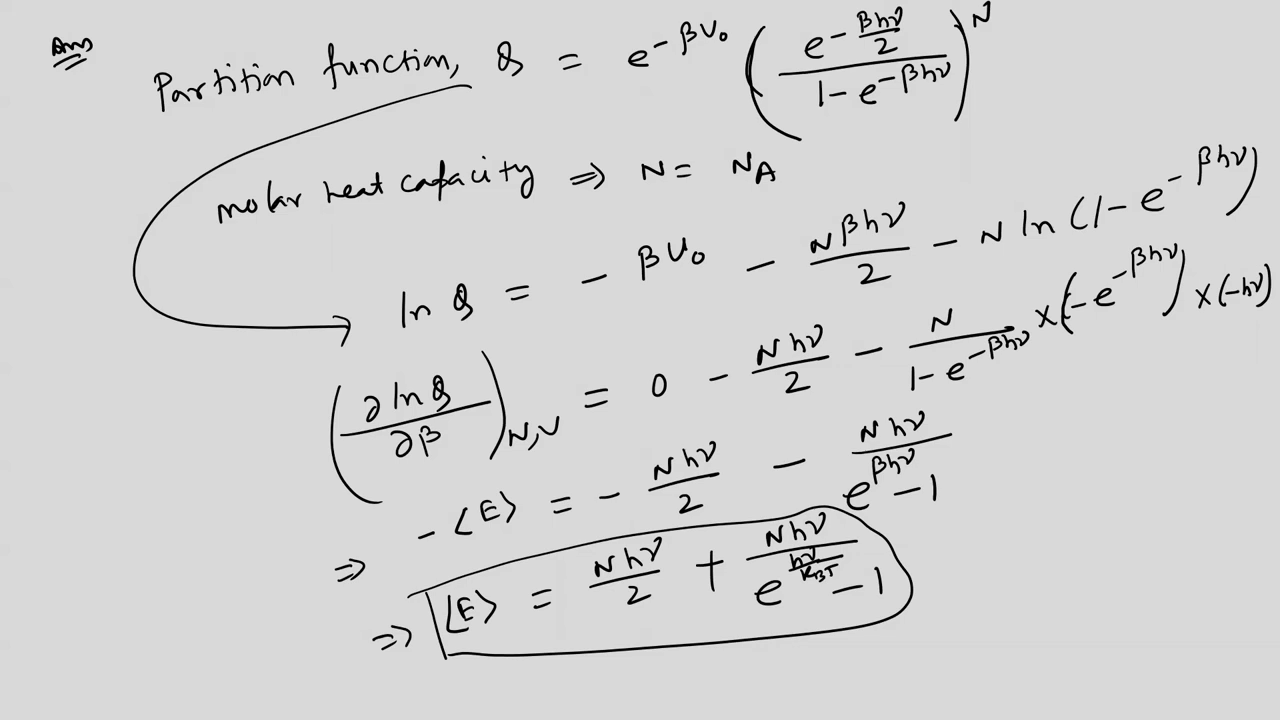 Ans
Partition function, Q = e^{-βU₀} ( e^{-βhν/2} / (1 - e^{-βhν}) )^N
molar heat capacity ⇒ N = N_A
ln Q = - βU₀ - Nβhν/2 - N ln (1 - e^{-βhν})
(∂ ln Q / ∂β)_{N,V} = 0 - Nhν/2 - N/(1 - e^{-βhν}) × (-e^{-βhν}) × (-hν)
⇒ - ⟨E⟩ = - Nhν/2 - Nhν/(e^{βhν} - 1)
⇒ ⟨E⟩ = Nhν/2 + Nhν/(e^{hν/k_BT} - 1)